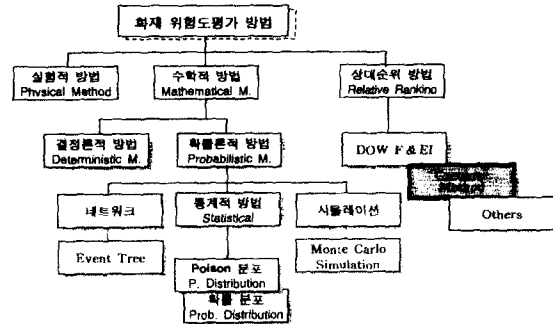 화재 위험도평가 방법
실험적 방법
Physical Method
수학적 방법
Mathematical M.
상대순위 방법
Relative Rankino
결정론적 방법
Deterministic M.
확률론적 방법
Probabilistic M.
DOW F & EI
Method
네트워크
통계적 방법
Statistical
시뮬레이션
Others
Event Tree
Monte Carlo
Simulation
Poison 분포
P. Distribution
확률 분포
Prob. Distribution